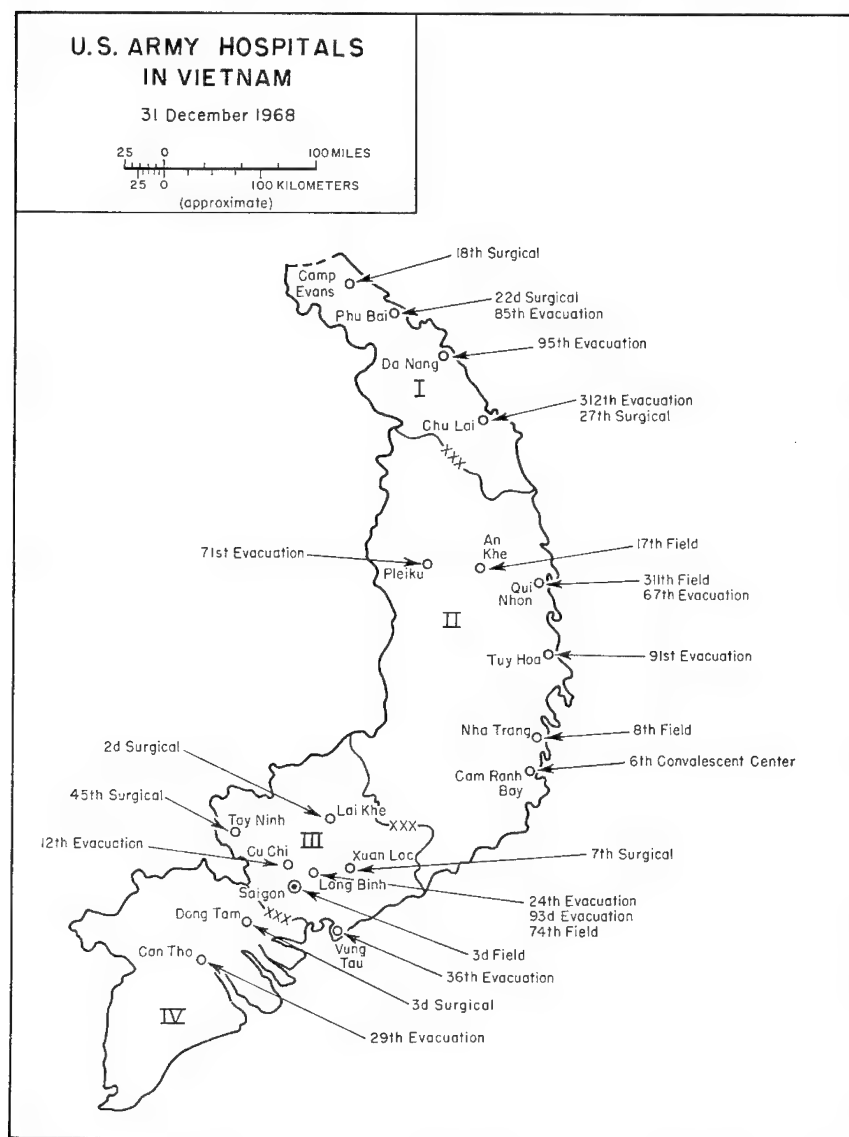 U.S. ARMY HOSPITALS
IN VIETNAM
31 December 1968
25 0 100 MILES
25 0 100 KILOMETERS
(approximate)
18th Surgical
Camp
Evans
22d Surgical
85th Evacuation
Phu Bai
95th Evacuation
Da Nang
I
312th Evacuation
27th Surgical
Chu Lai
XXX
71st Evacuation
Pleiku
An
Khe
17th Field
Qui
Nhon
311th Field
67th Evacuation
II
Tuy Hoa
91st Evacuation
Nha Trang
8th Field
2d Surgical
Cam Ranh
Bay
6th Convalescent Center
45th Surgical
Lai Khe
Tay Ninh
XXX
III
12th Evacuation
Cu Chi
Xuan Loc
7th Surgical
Long Binh
Saigon
24th Evacuation
93d Evacuation
74th Field
Dong Tam
XXX
Vung
Tau
3d Field
Can Tho
36th Evacuation
3d Surgical
IV
29th Evacuation